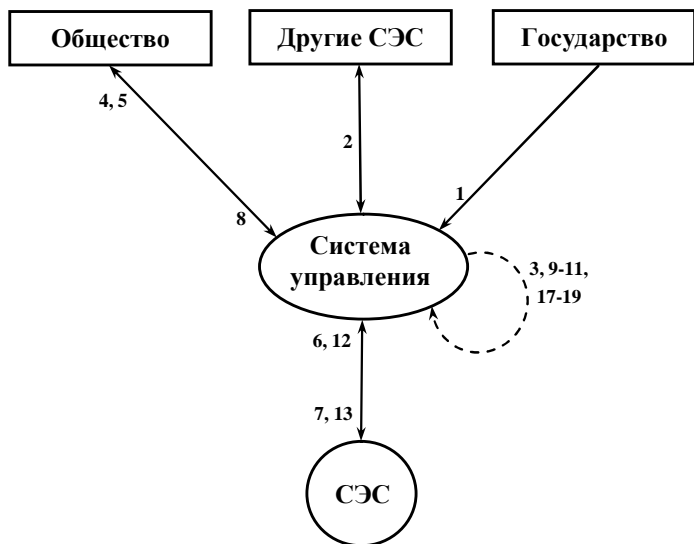 Общество
Другие СЭС
Государство
4, 5
2
1
8
Система
управления
3, 9-11,
17-19
6, 12
7, 13
СЭС